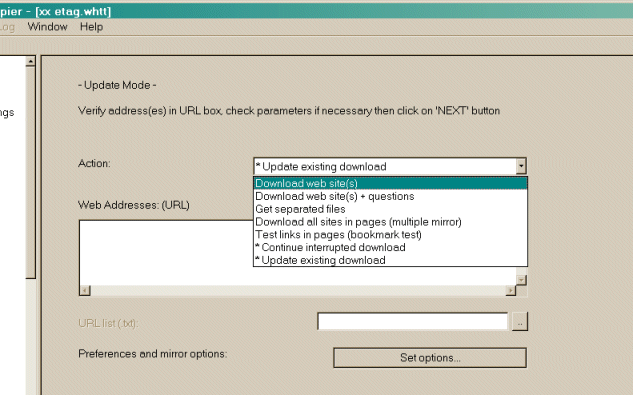 pier - [xx etag.whtt]
Log Window Help
ngs
- Update Mode -
Verify address(es) in URL box, check parameters if necessary then click on 'NEXT' button
Action:
* Update existing download
Download web site(s)
Download web site(s) + questions
Get separated files
Download all sites in pages (multiple mirror)
Test links in pages (bookmark test)
* Continue interrupted download
* Update existing download
Web Addresses: (URL)
URL list (.txt):
..
Preferences and mirror options:
Set options...